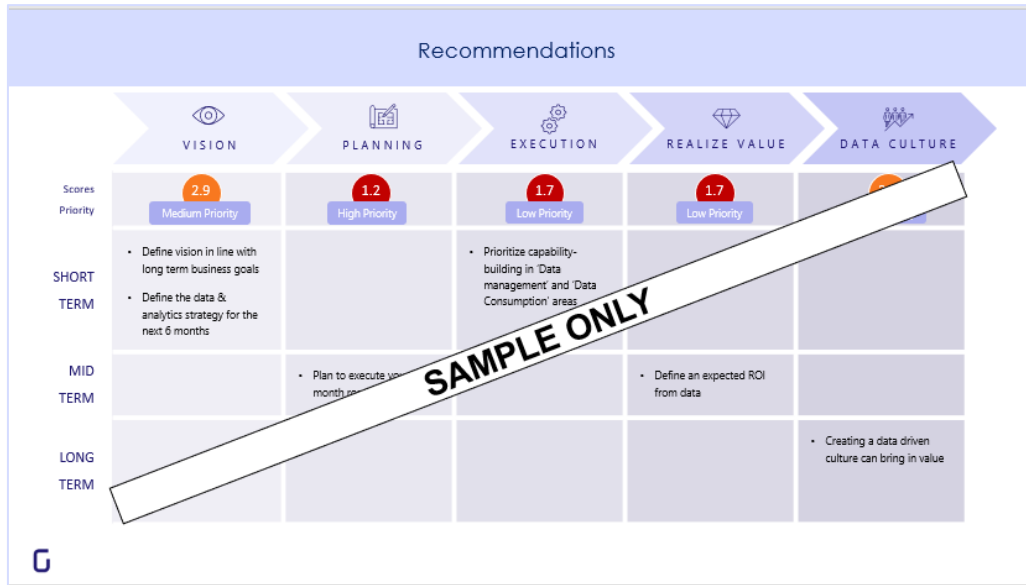 Recommendations
VISION
PLANNING
EXECUTION
REALIZE VALUE
DATA CULTURE
Scores
2.9
1.2
1.7
1.7
Priority
Medium Priority
High Priority
Low Priority
Low Priority
SHORT
TERM
• Define vision in line with
long term business goals
• Define the data &
analytics strategy for the
next 6 months
• Prioritize capability-
building in 'Data
management' and 'Data
Consumption' areas
SAMPLE ONLY
MID
TERM
• Plan to execute
month
• Define an expected ROI
from data
LONG
TERM
• Creating a data driven
culture can bring in value
G